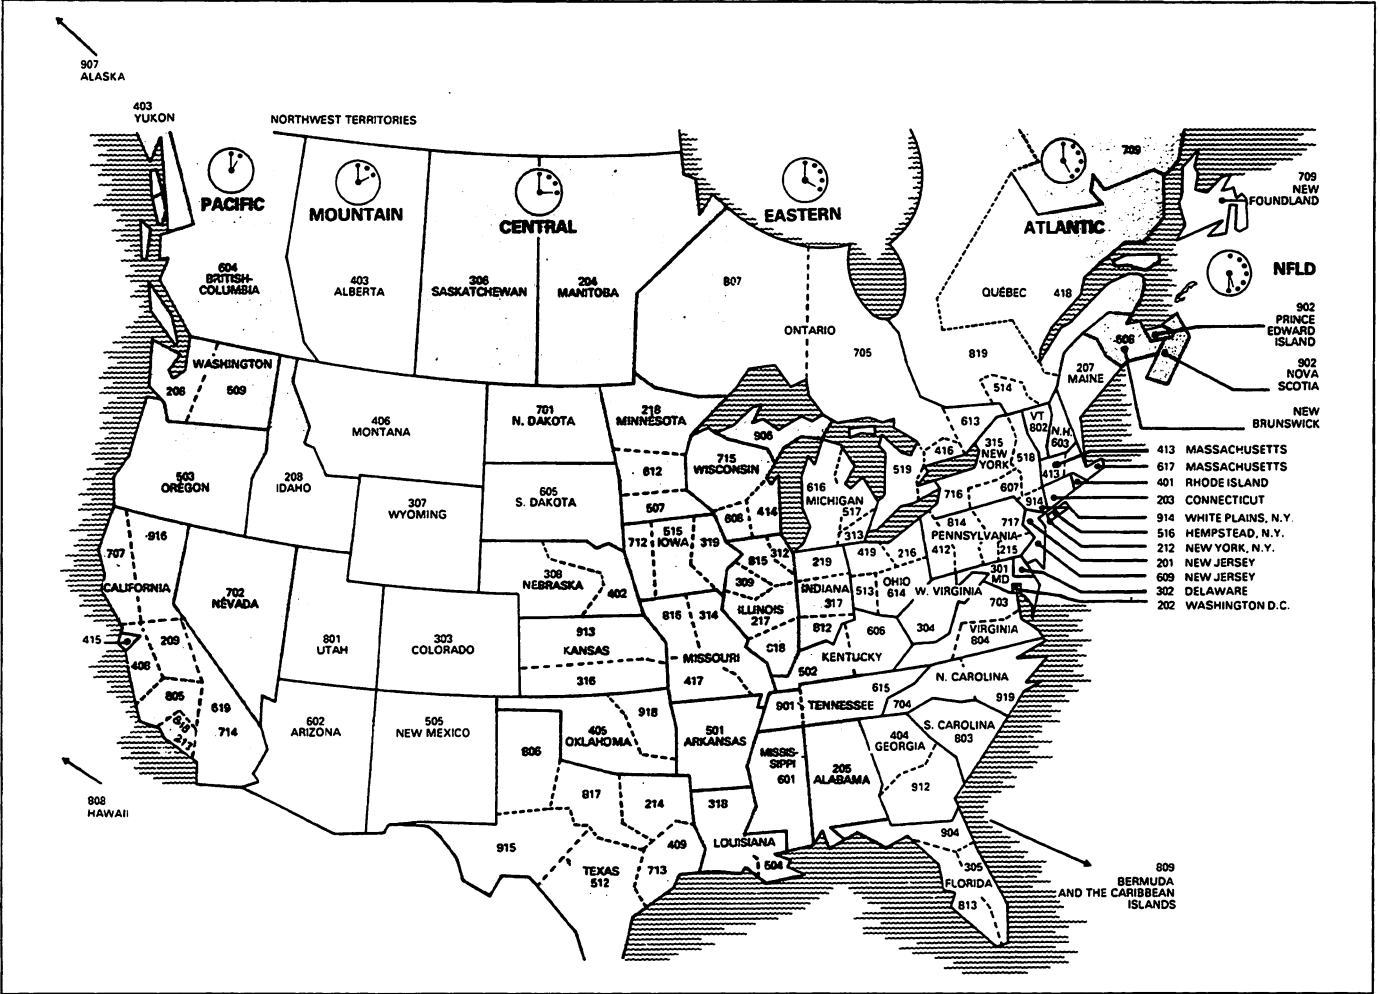 907
ALASKA
403
YUKON
NORTHWEST TERRITORIES
PACIFIC
MOUNTAIN
CENTRAL
EASTERN
ATLANTIC
709
709
NEW
FOUNDLAND
NFLD
604
BRITISH-
COLUMBIA
403
ALBERTA
306
SASKATCHEWAN
204
MANITOBA
807
ONTARIO
705
QUÉBEC
418
819
514
613
416
519
902
PRINCE
EDWARD
ISLAND
902
NOVA
SCOTIA
506
NEW
BRUNSWICK
WASHINGTON
206
509
503
OREGON
208
IDAHO
406
MONTANA
307
WYOMING
701
N. DAKOTA
605
S. DAKOTA
218
MINNESOTA
612
507
715
WISCONSIN
608
414
906
616
MICHIGAN
517
313
207
MAINE
VT
802
N.H.
603
315
NEW
YORK
518
607
716
914
413
413 MASSACHUSETTS
617 MASSACHUSETTS
401 RHODE ISLAND
203 CONNECTICUT
914 WHITE PLAINS, N.Y.
516 HEMPSTEAD, N.Y.
212 NEW YORK, N.Y.
201 NEW JERSEY
609 NEW JERSEY
302 DELAWARE
202 WASHINGTON D.C.
814
717
PENNSYLVANIA
412
215
301
MD
703
VIRGINIA
804
W. VIRGINIA
304
419
216
OHIO
614
513
219
INDIANA
317
812
815
312
309
ILLINOIS
217
618
712
515
IOWA
319
308
NEBRASKA
402
913
KANSAS
316
816
314
MISSOURI
417
606
KENTUCKY
502
901
TENNESSEE
615
N. CAROLINA
704
919
S. CAROLINA
803
404
GEORGIA
912
205
ALABAMA
MISSIS-
SIPPI
601
501
ARKANSAS
318
LOUISIANA
504
405
OKLAHOMA
918
806
817
214
915
TEXAS
512
713
409
904
305
FLORIDA
813
809
BERMUDA
AND THE CARIBBEAN
ISLANDS
707
916
CALIFORNIA
415
209
408
805
818
217
619
714
702
NEVADA
801
UTAH
303
COLORADO
602
ARIZONA
505
NEW MEXICO
808
HAWAII